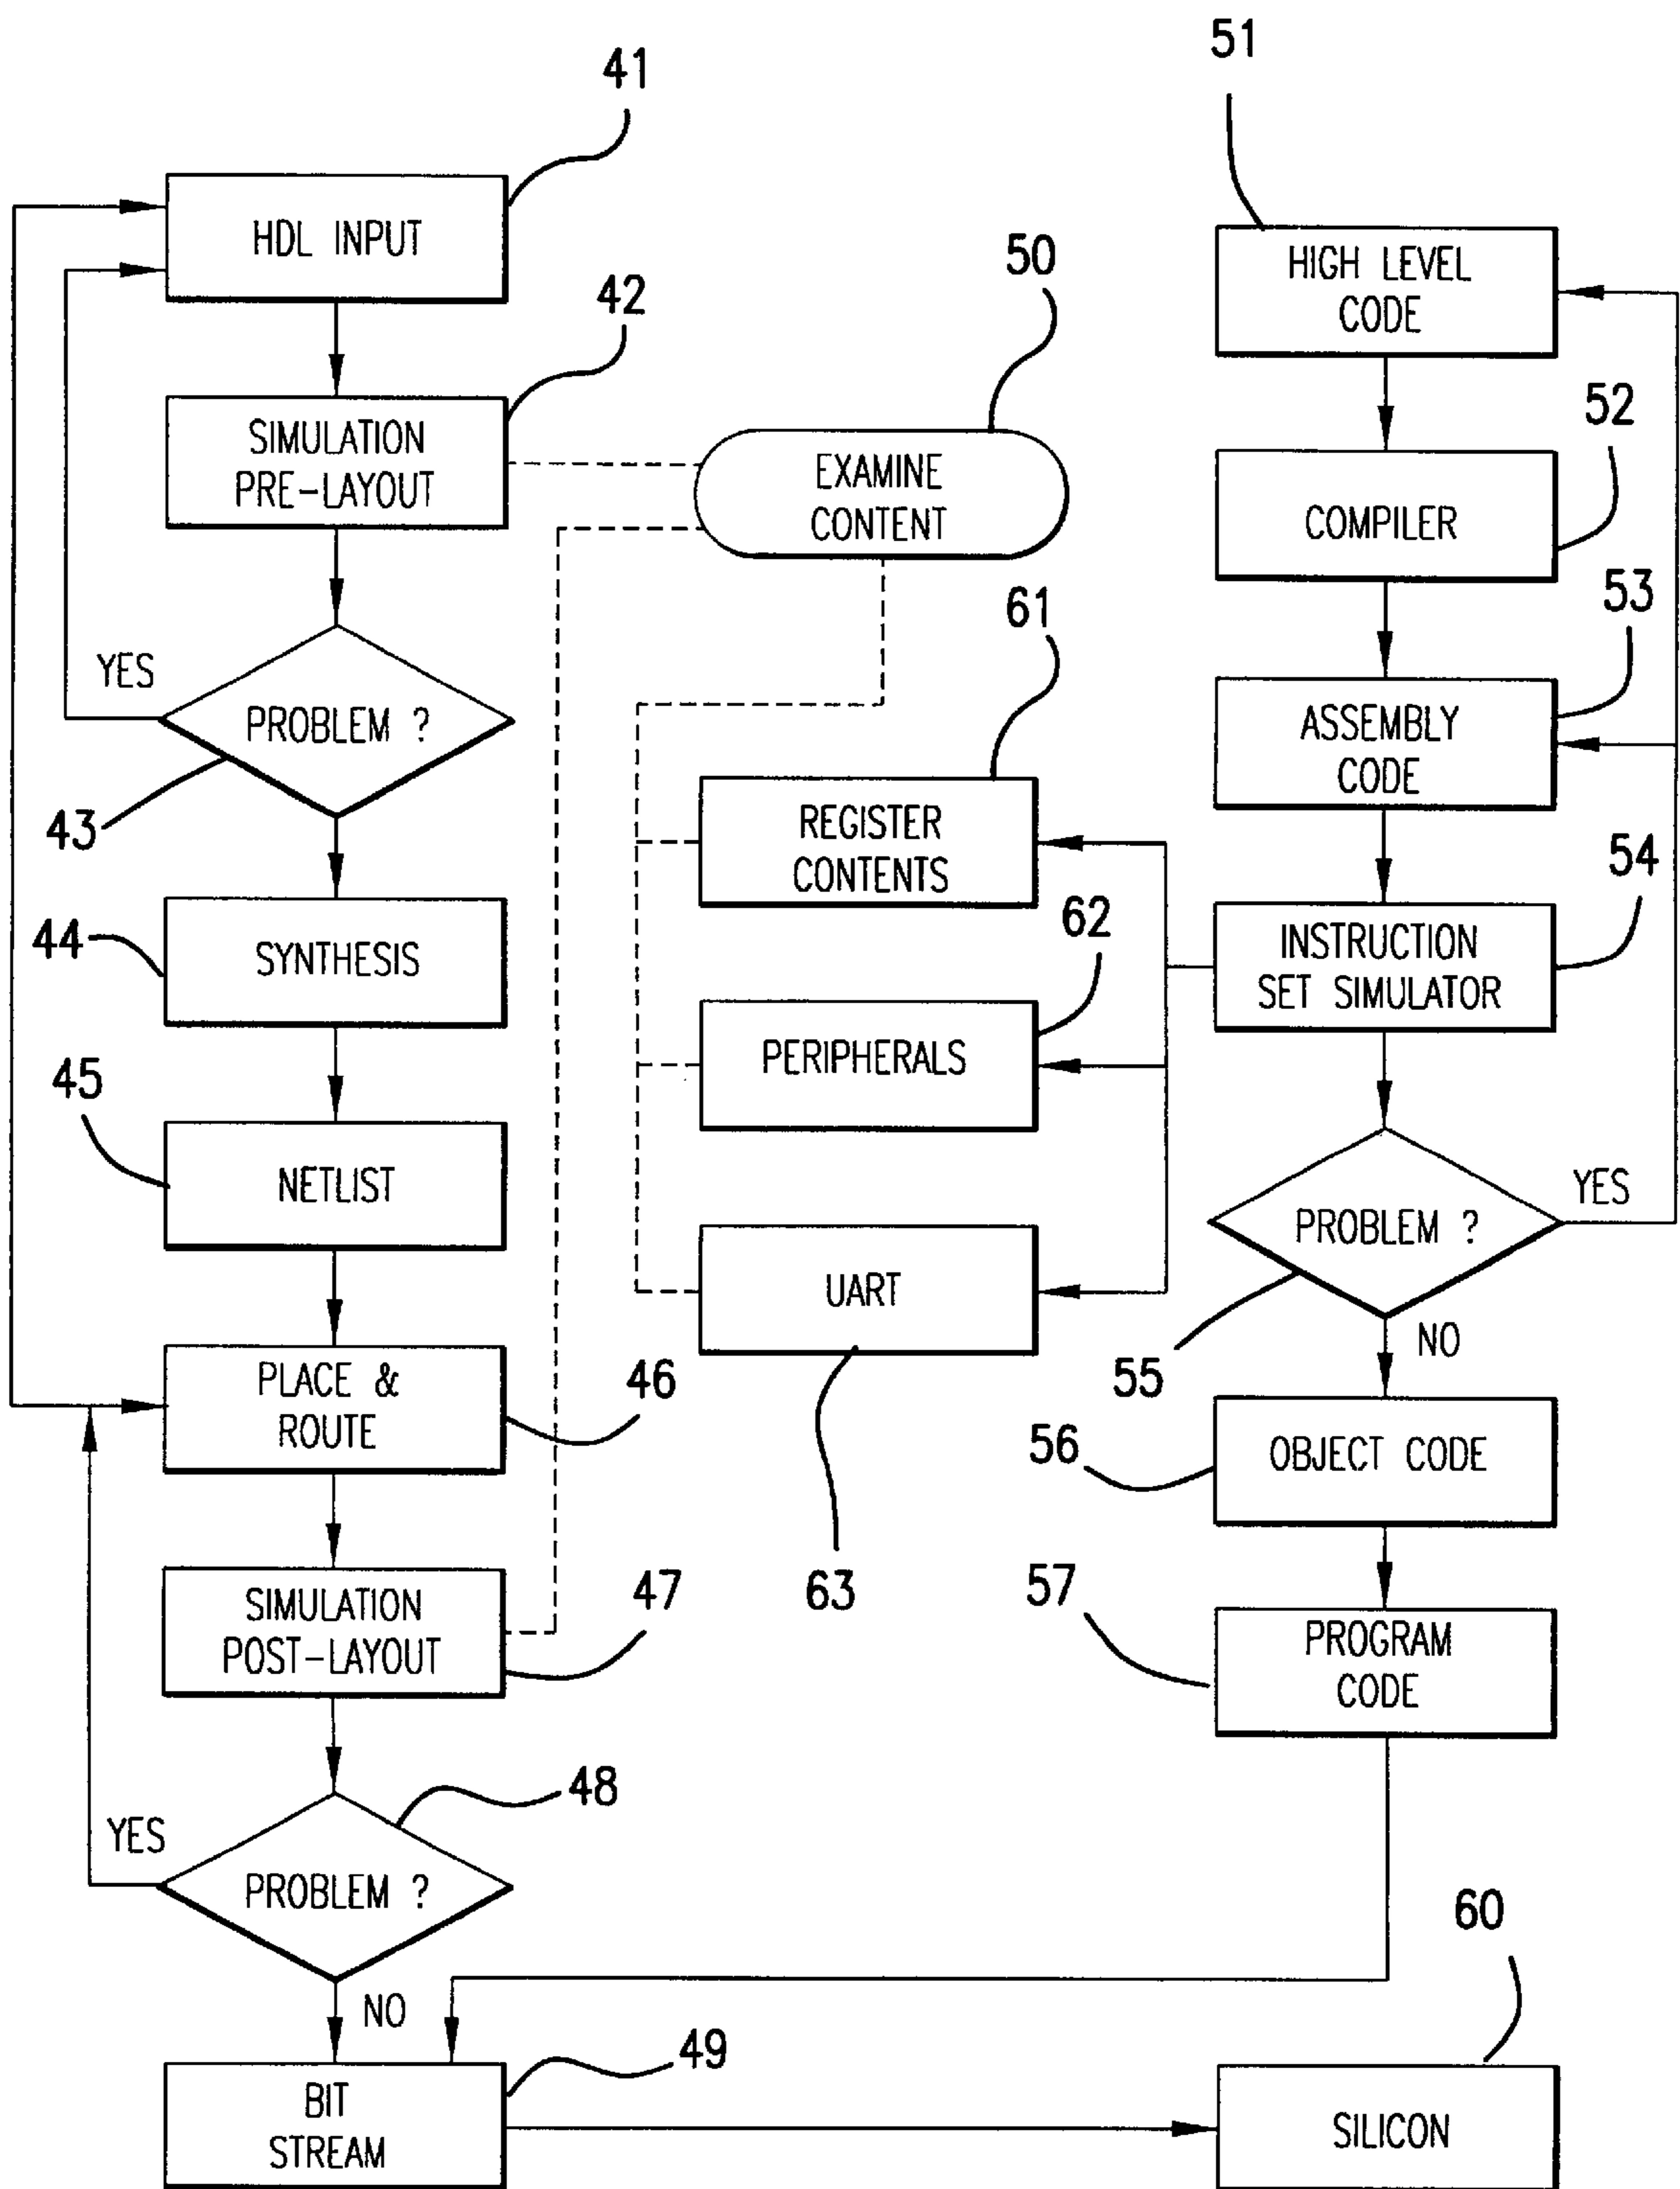 51
41
HDL INPUT
HIGH LEVEL
CODE
50
42
SIMULATION
PRE-LAYOUT
EXAMINE
CONTENT
52
COMPILER
53
61
YES
PROBLEM ?
43
ASSEMBLY
CODE
REGISTER
CONTENTS
54
44
SYNTHESIS
62
INSTRUCTION
SET SIMULATOR
PERIPHERALS
45
NETLIST
YES
PROBLEM ?
UART
NO
55
PLACE &
ROUTE
46
56
OBJECT CODE
63
SIMULATION
POST-LAYOUT
47
57
PROGRAM
CODE
48
YES
PROBLEM ?
60
NO
49
BIT
STREAM
SILICON